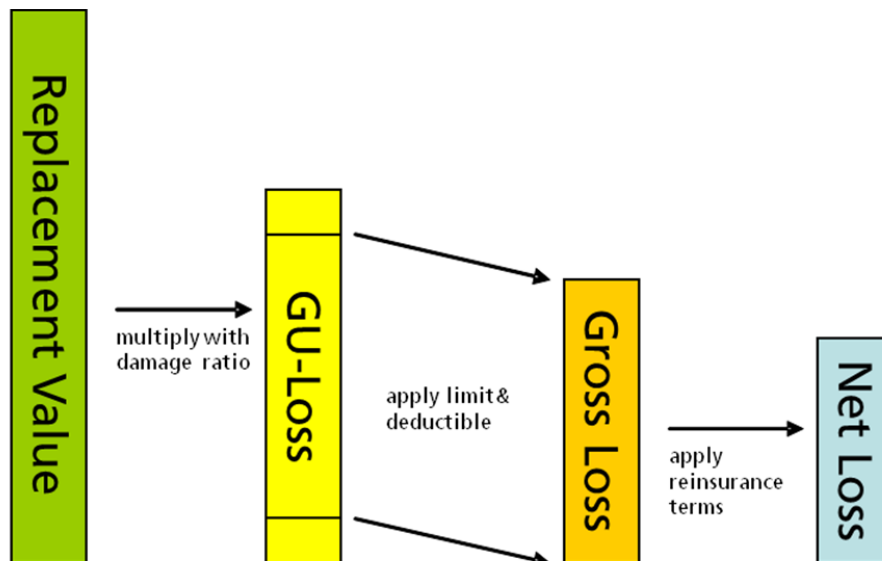 Replacement Value
multiply with
damage ratio
GU-Loss
apply limit &
deductible
Gross Loss
apply
reinsurance
terms
Net Loss